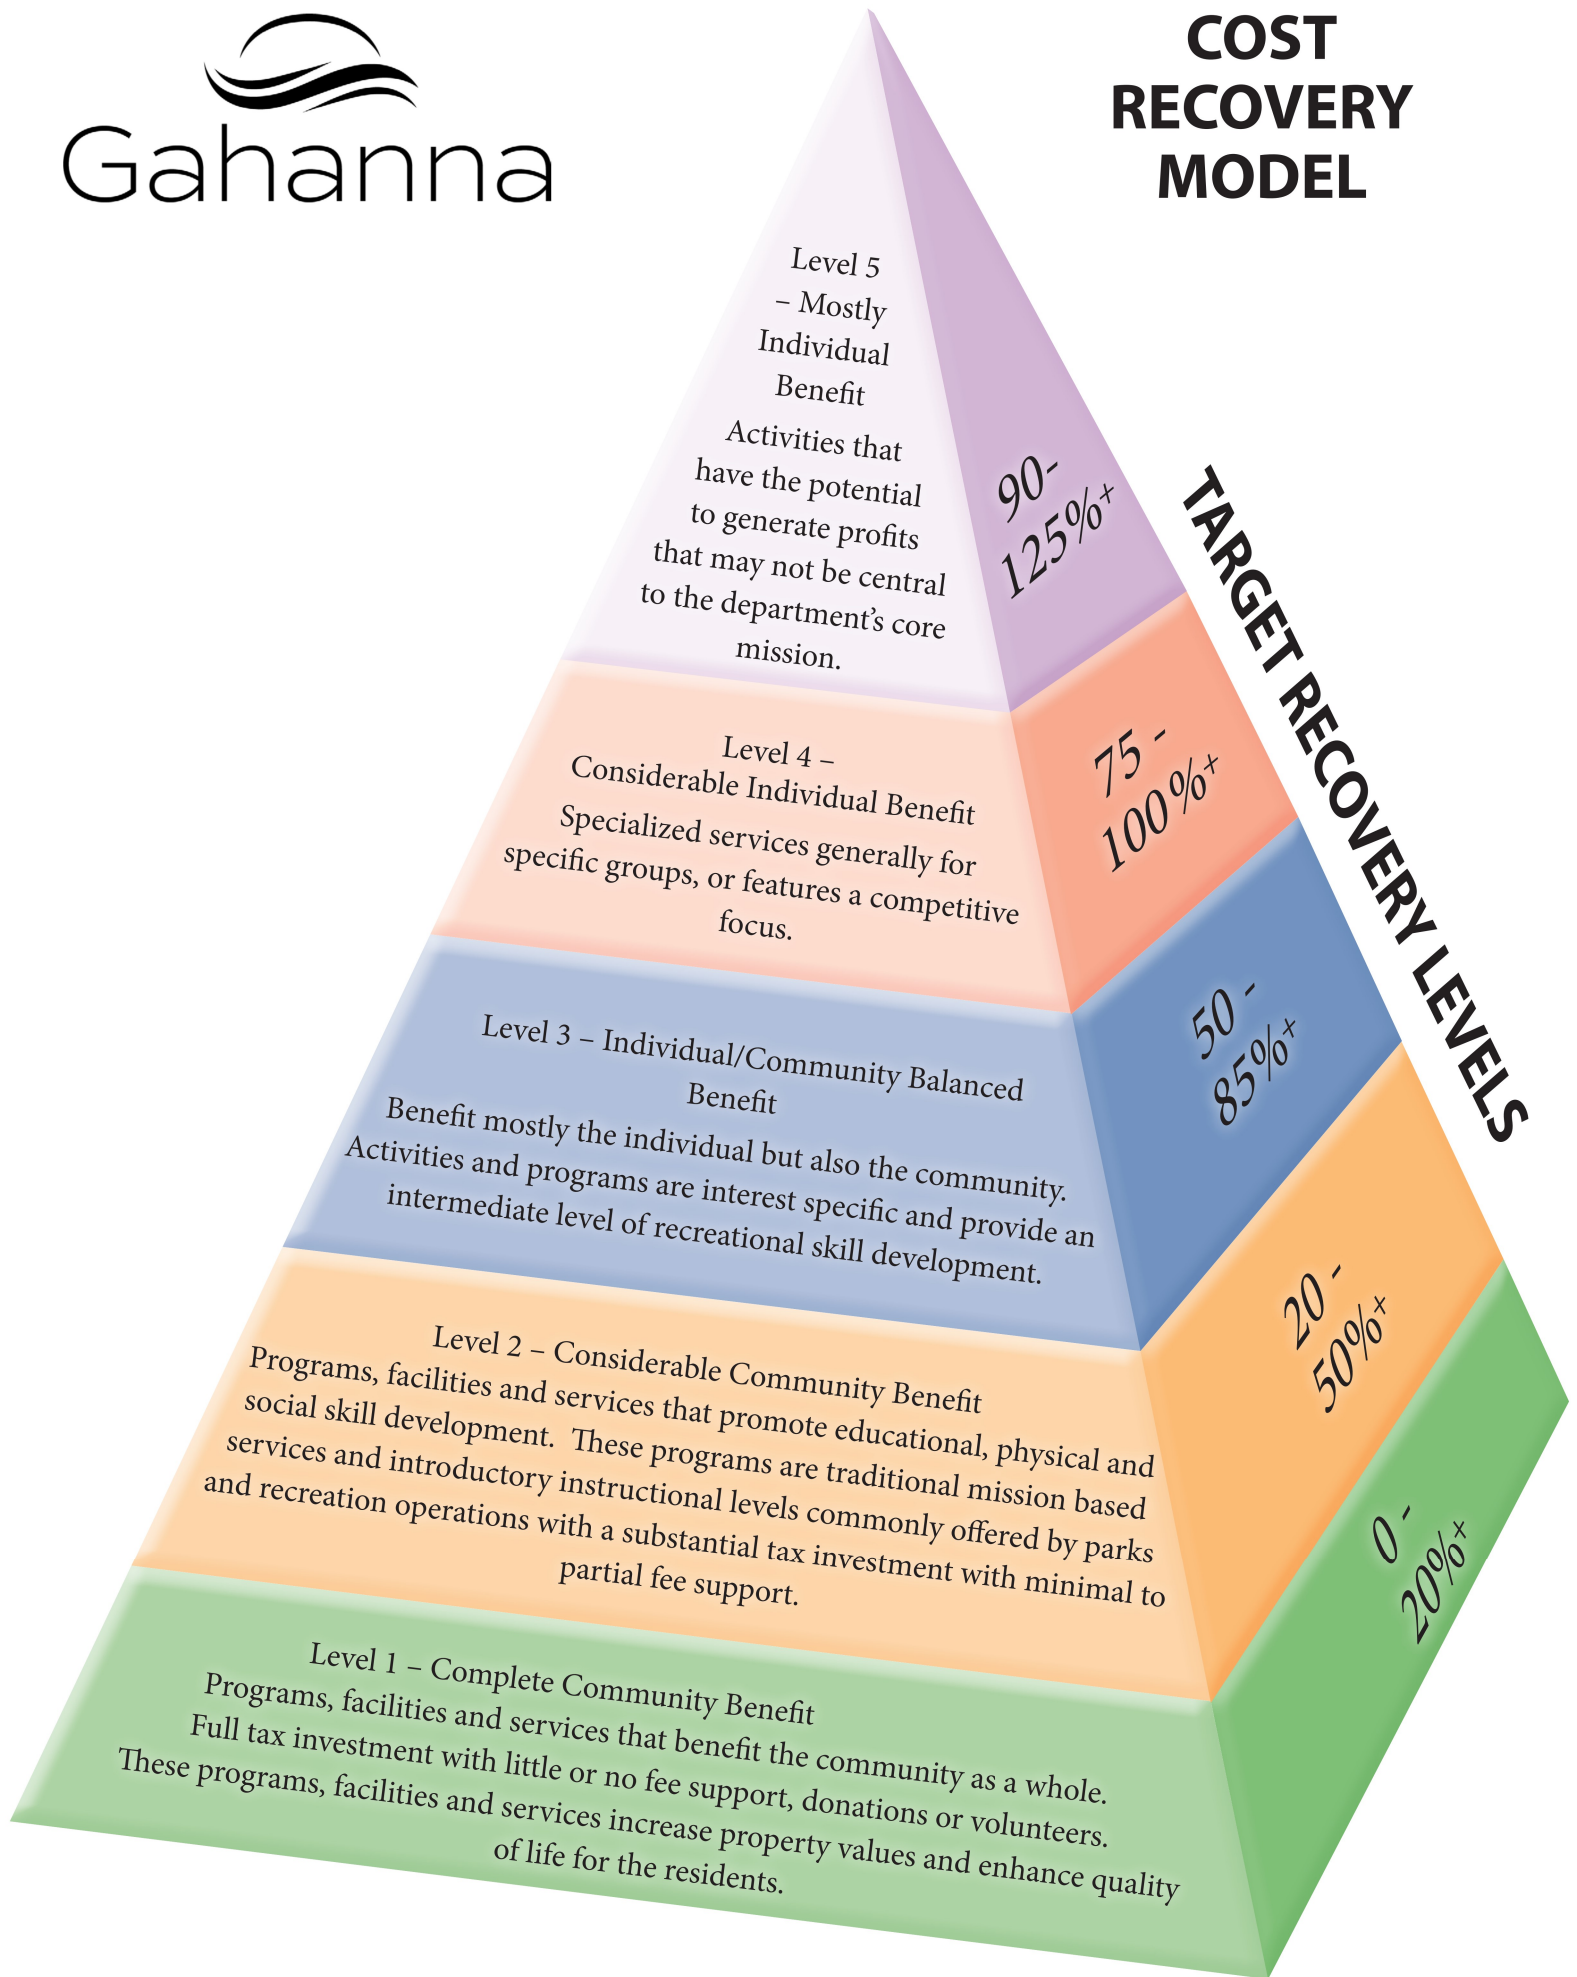 Gahanna
COST
RECOVERY
MODEL
Level 5
– Mostly
Individual
Benefit
Activities that
have the potential
to generate profits
that may not be central
to the department’s core
mission.
90-
125%+
TARGET RECOVERY LEVELS
Level 4 –
Considerable Individual Benefit
Specialized services generally for
specific groups, or features a competitive
focus.
75 -
100%+
Level 3 – Individual/Community Balanced
Benefit
Benefit mostly the individual but also the community.
Activities and programs are interest specific and provide an
intermediate level of recreational skill development.
50 -
85%+
Level 2 – Considerable Community Benefit
Programs, facilities and services that promote educational, physical and
social skill development.  These programs are traditional mission based
services and introductory instructional levels commonly offered by parks
and recreation operations with a substantial tax investment with minimal to
partial fee support.
20 -
50%+
Level 1 – Complete Community Benefit
Programs, facilities and services that benefit the community as a whole.
Full tax investment with little or no fee support, donations or volunteers.
These programs, facilities and services increase property values and enhance quality
of life for the residents.
0 -
20%+